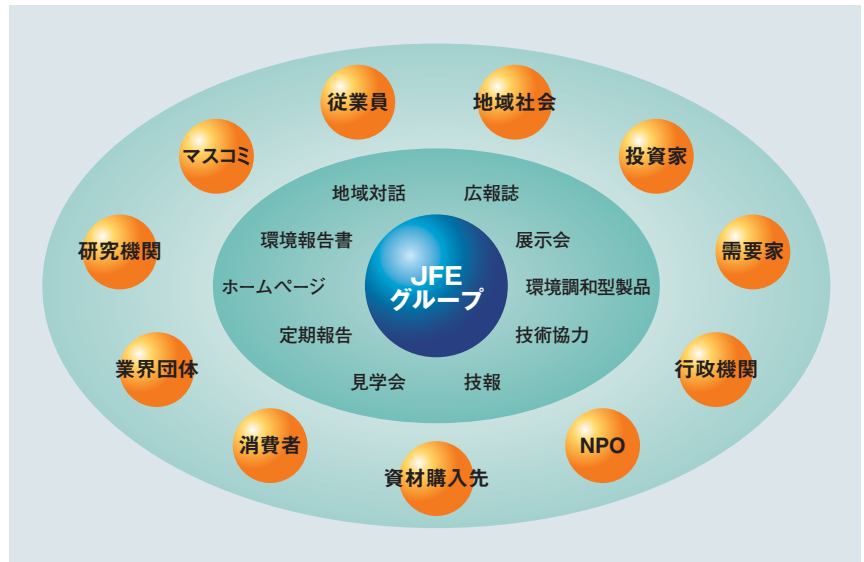 従業員
地域社会
マスコミ
投資家
地域対話
広報誌
研究機関
環境報告書
展示会
需要家
ホームページ
JFE
グループ
環境調和型製品
定期報告
技術協力
業界団体
行政機関
見学会
技報
消費者
NPO
資材購入先